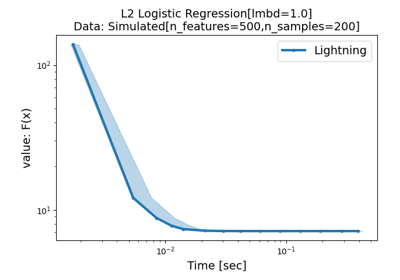 L2 Logistic Regression[lmbd=1.0]
Data: Simulated[n_features=500,n_samples=200]
Lightning
value: F(x)
10²
10¹
10⁻²
10⁻¹
Time [sec]